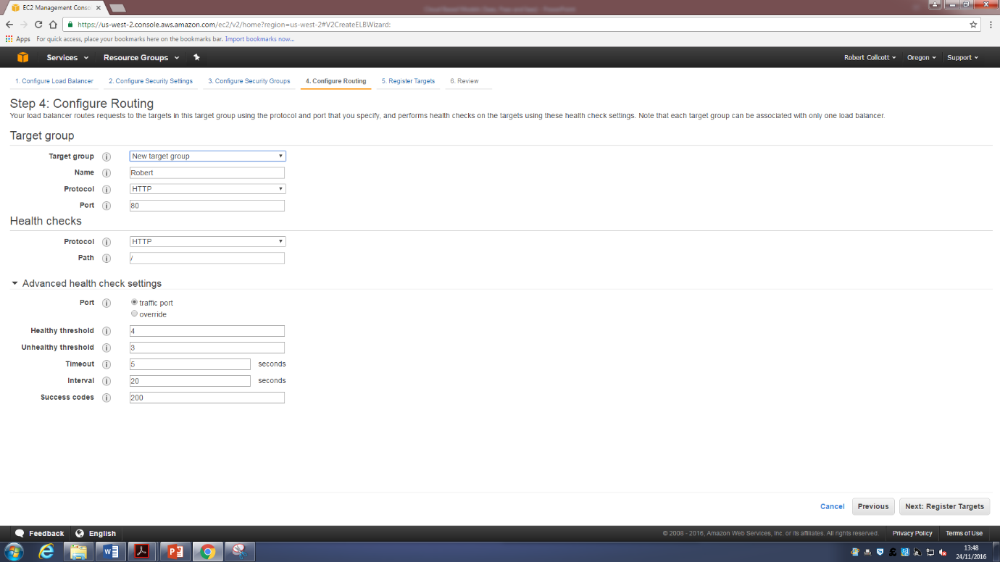 EC2 Management Conso
https://us-west-2.console.aws.amazon.com/ec2/v2/home?region=us-west-2#V2CreateELBWizard:
Apps For quick access, place your bookmarks here on the bookmarks bar. Import bookmarks now...
Services Resource Groups Robert Collcott Oregon Support
1. Configure Load Balancer 2. Configure Security Settings 3. Configure Security Groups 4. Configure Routing 5. Register Targets 6. Review
Step 4: Configure Routing
Your load balancer routes requests to the targets in this target group using the protocol and port that you specify, and performs health checks on the targets using these health check settings. Note that each target group can be associated with only one load balancer.
Target group
Target group New target group
Name Robert
Protocol HTTP
Port 80
Health checks
Protocol HTTP
Path /
Advanced health check settings
Port traffic port
override
Healthy threshold 4
Unhealthy threshold 3
Timeout 5 seconds
Interval 20 seconds
Success codes 200
Cancel Previous Next: Register Targets
Feedback English © 2008 - 2016, Amazon Web Services, Inc. or its affiliates. All rights reserved. Privacy Policy Terms of Use
13:48
24/11/2016